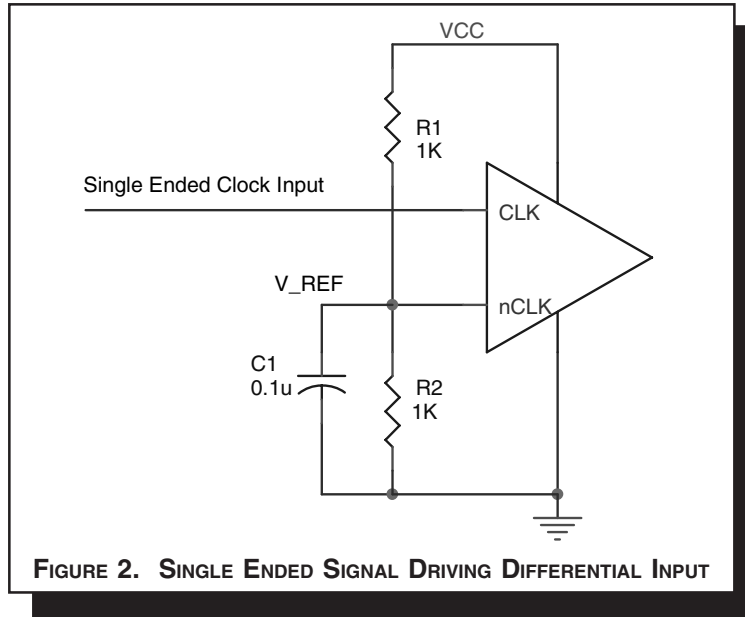 VCC
R1
1K
Single Ended Clock Input
CLK
V_REF
nCLK
C1
0.1u
R2
1K
FIGURE 2. SINGLE ENDED SIGNAL DRIVING DIFFERENTIAL INPUT